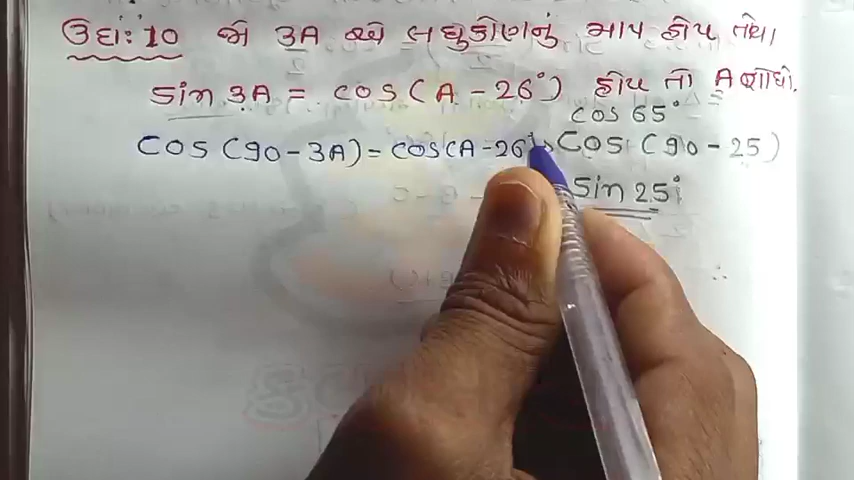 ઉદા: 10 જો 3A એ લઘુકોણનું માપ હોય તથા
sin 3A = cos(A - 26°) હોય તો A શોધો.
cos 65°
cos(90-3A) = cos(A-26°) cos(90-25)
sin 25°